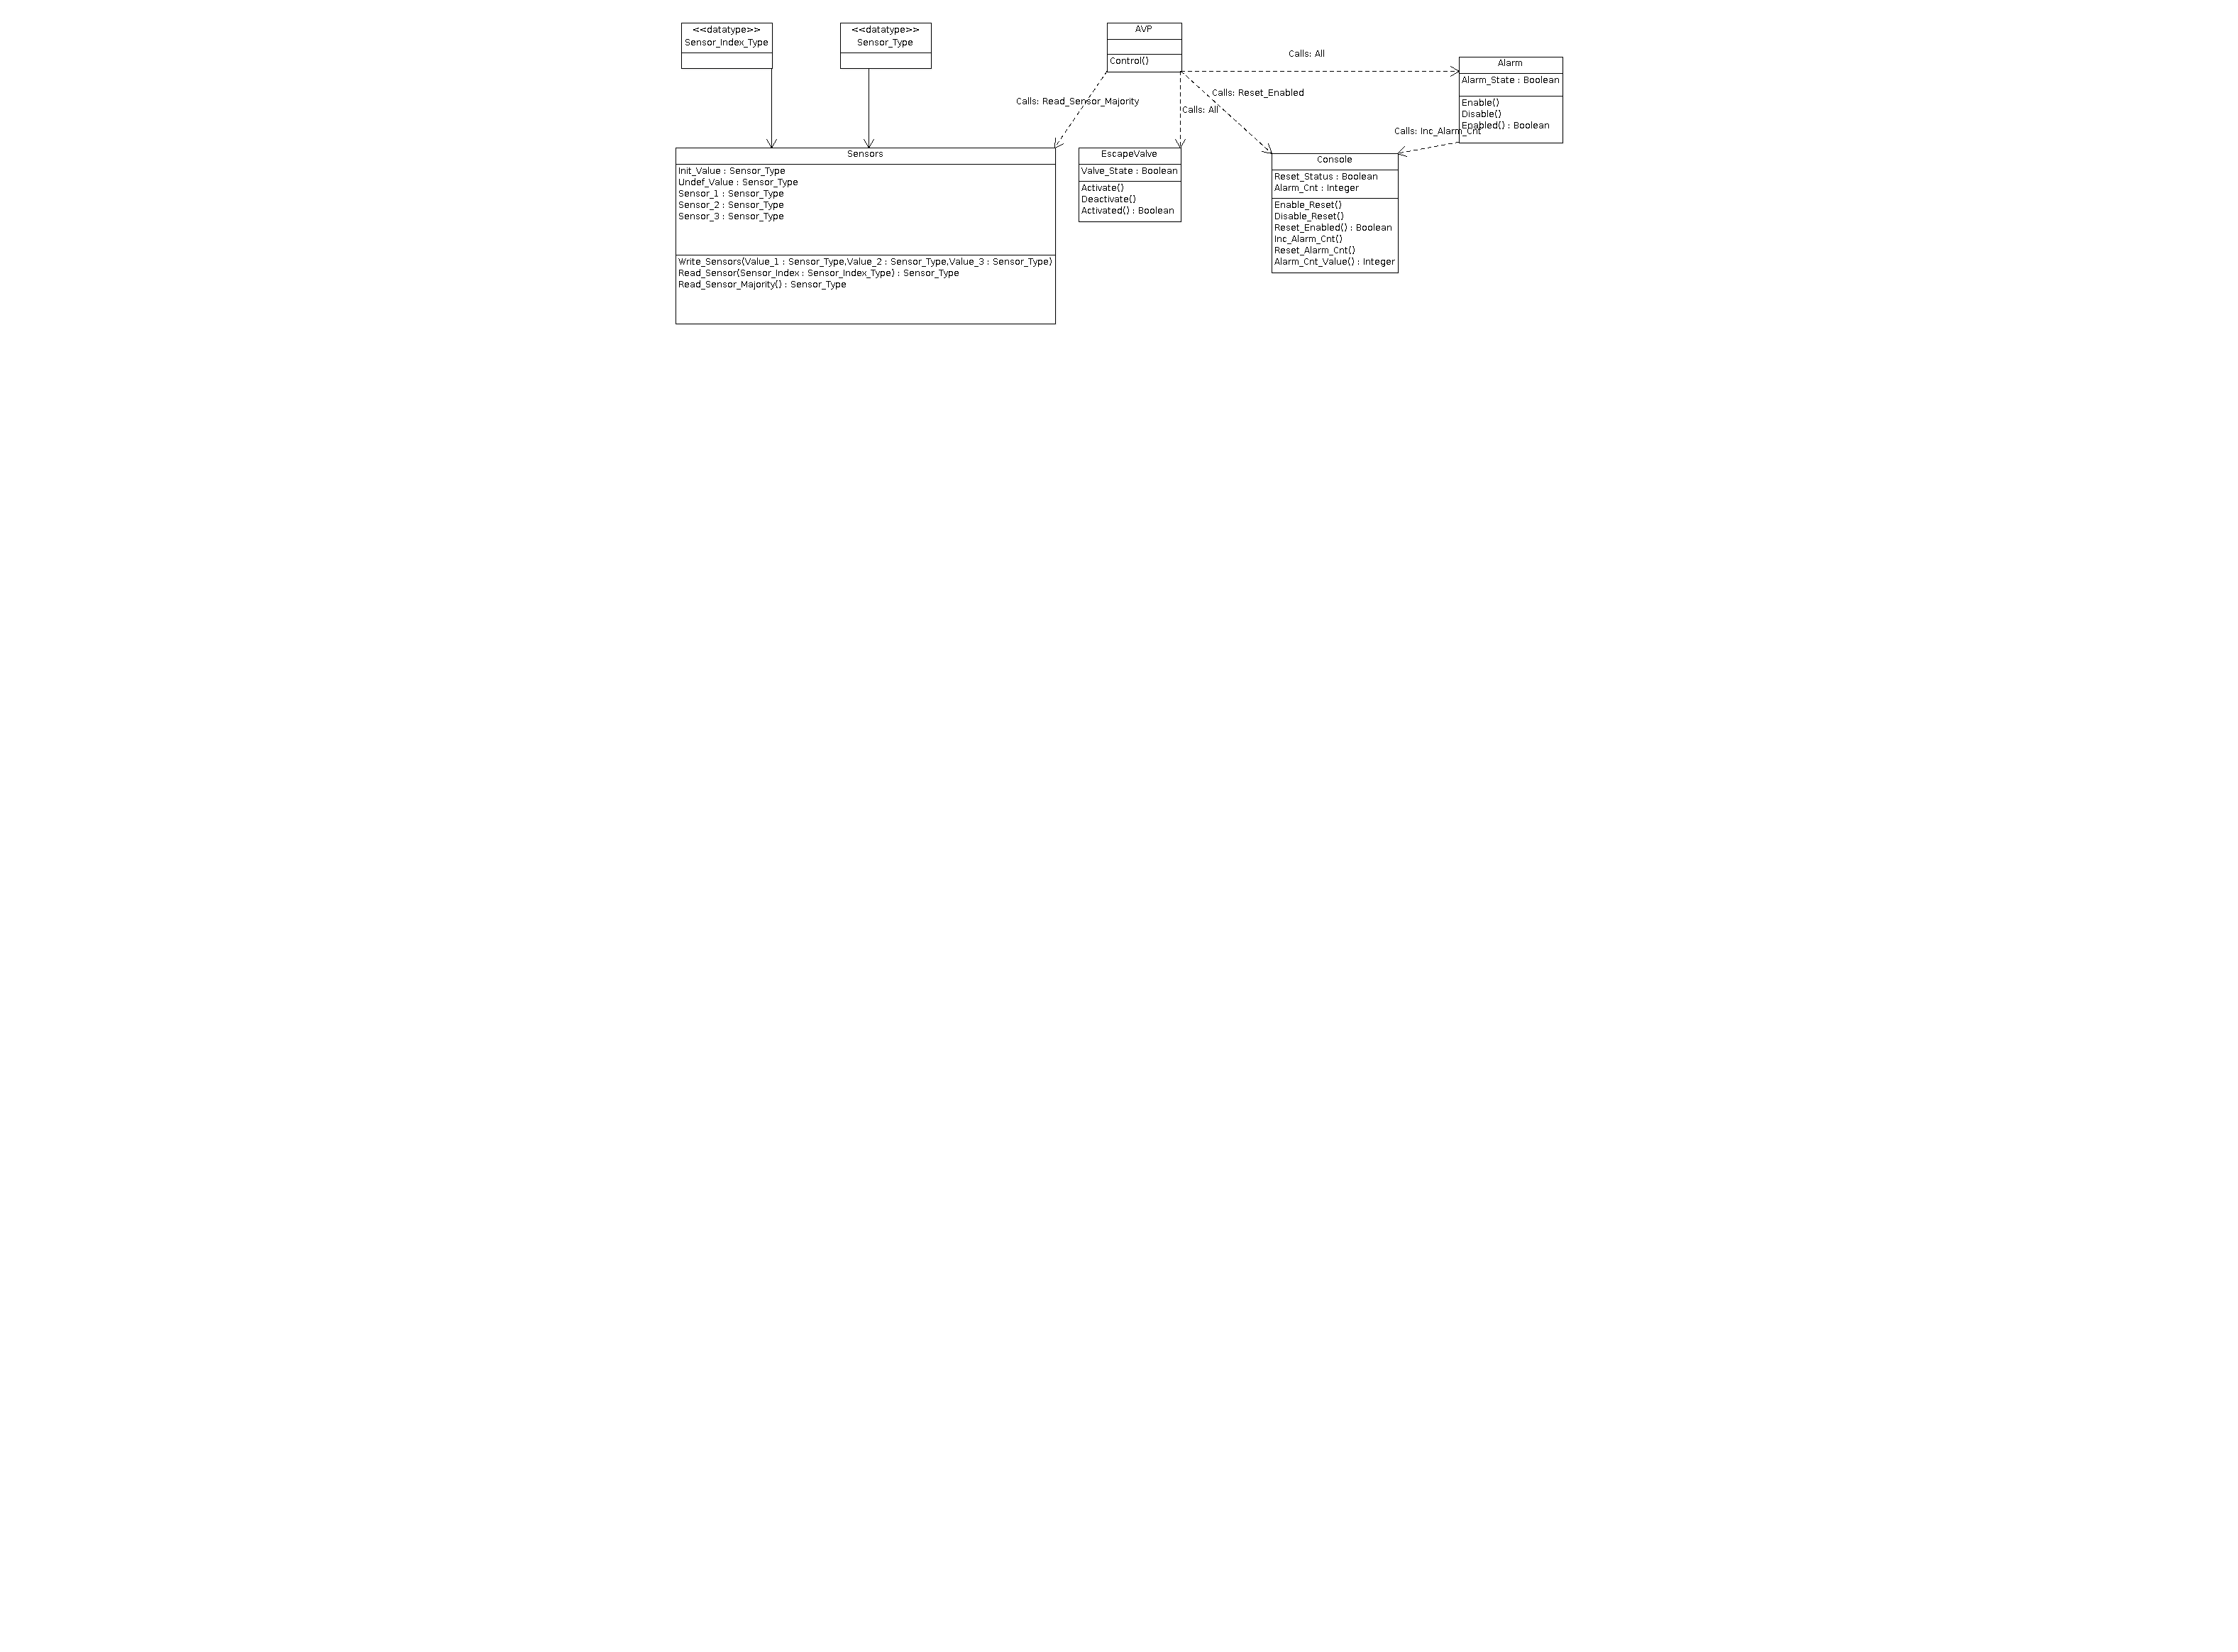 <<datatype>>
Sensor_Index_Type
<<datatype>>
Sensor_Type
AVP
Control()
Calls: All
Alarm
Alarm_State : Boolean
Enable()
Disable()
Enabled() : Boolean
Calls: Reset_Enabled
Calls: Read_Sensor_Majority
Calls: All
Calls: Inc_Alarm_Cnt
Sensors
Init_Value : Sensor_Type
Undef_Value : Sensor_Type
Sensor_1 : Sensor_Type
Sensor_2 : Sensor_Type
Sensor_3 : Sensor_Type
Write_Sensors(Value_1 : Sensor_Type,Value_2 : Sensor_Type,Value_3 : Sensor_Type)
Read_Sensor(Sensor_Index : Sensor_Index_Type) : Sensor_Type
Read_Sensor_Majority() : Sensor_Type
EscapeValve
Valve_State : Boolean
Activate()
Deactivate()
Activated() : Boolean
Console
Reset_Status : Boolean
Alarm_Cnt : Integer
Enable_Reset()
Disable_Reset()
Reset_Enabled() : Boolean
Inc_Alarm_Cnt()
Reset_Alarm_Cnt()
Alarm_Cnt_Value() : Integer